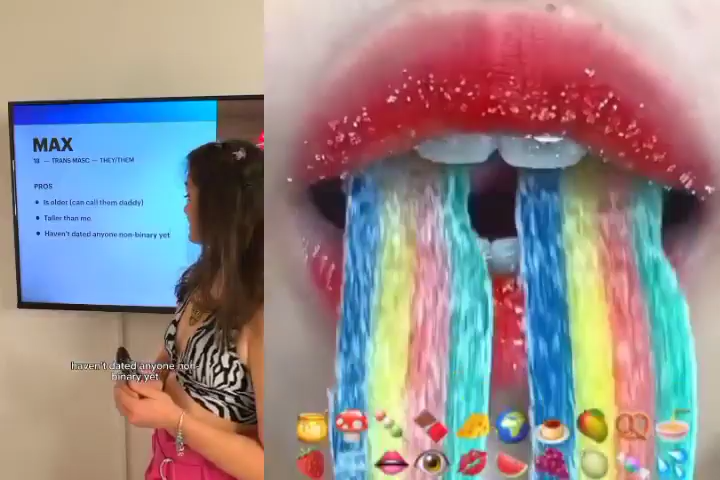 MAX
18 — TRANS MASC — THEY/THEM
PROS
• Is older (can call them daddy)
• Taller than me
• Haven't dated anyone non-binary yet
haven't dated anyone non-
binary yet